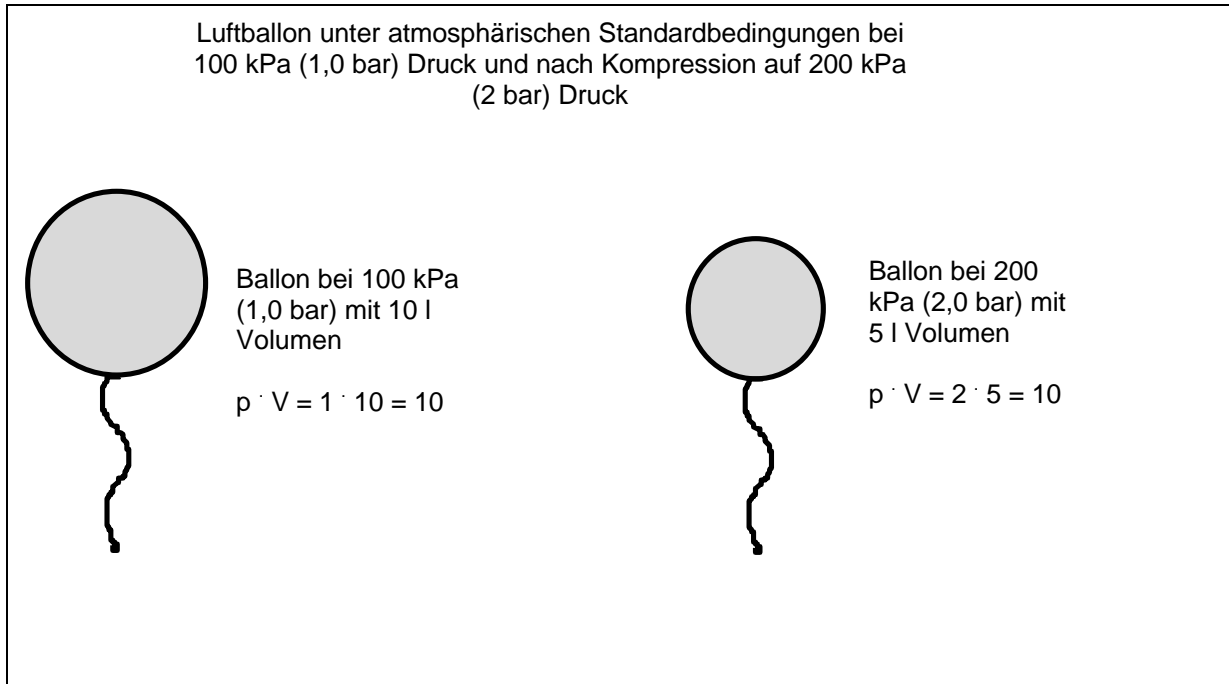 Luftballon unter atmosphärischen Standardbedingungen bei
100 kPa (1,0 bar) Druck und nach Kompression auf 200 kPa
(2 bar) Druck
Ballon bei 100 kPa
(1,0 bar) mit 10 l
Volumen
p · V = 1 · 10 = 10
Ballon bei 200
kPa (2,0 bar) mit
5 l Volumen
p · V = 2 · 5 = 10